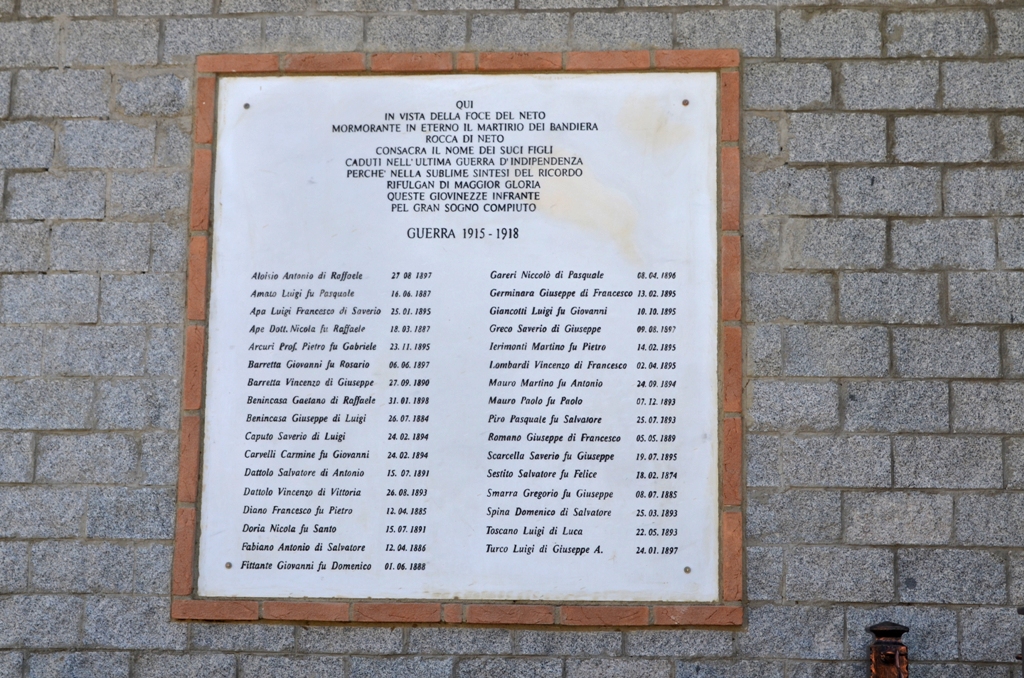 QUI
IN VISTA DELLA FOCE DEL NETO
MORMORANTE IN ETERNO IL MARTIRIO DEI BANDIERA
ROCCA DI NETO
CONSACRA IL NOME DEI SUCI FIGLI
CADUTI NELL'ULTIMA GUERRA D'INDIPENDENZA
PERCHE' NELLA SUBLIME SINTESI DEL RICORDO
RIFULGAN DI MAGGIOR GLORIA
QUESTE GIOVINEZZE INFRANTE
PEL GRAN SOGNO COMPIUTO
GUERRA 1915-1918
Aloisio Antonio di Raffaele 27 08 1897
Amato Luigi fu Pasquale 16.06.1887
Apa Luigi Francesco di Saverio 25.01.1895
Ape Dott. Nicola fu Raffaele 18.03.1887
Arcuri Prof. Pietro fu Gabriele 23.11.1895
Barretta Giovanni fu Rosario 06.06.1897
Barretta Vincenzo di Giuseppe 27.09.1890
Benincasa Gaetano di Raffaele 31.01.1898
Benincasa Giuseppe di Luigi 26.07.1884
Caputo Saverio di Luigi 24.02.1894
Carvelli Carmine fu Giovanni 24.02.1894
Dattolo Salvatore di Antonio 15.07.1891
Dattolo Vincenzo di Vittoria 26.08.1893
Diano Francesco fu Pietro 12.04.1885
Doria Nicola fu Santo 15.07.1891
Fabiano Antonio di Salvatore 12.04.1886
Fittante Giovanni fu Domenico 01.06.1888
Gareri Niccolò di Pasquale 08.04.1896
Germinara Giuseppe di Francesco 13.02.1895
Giancotti Luigi fu Giovanni 10.10.1895
Greco Saverio di Giuseppe 09.08.1897
Ierimonti Martino fu Pietro 14.02.1895
Lombardi Vincenzo di Francesco 02.04.1895
Mauro Martino fu Antonio 24.09.1894
Mauro Paolo fu Paolo 07.12.1893
Piro Pasquale fu Salvatore 25.07.1893
Romano Giuseppe di Francesco 05.05.1889
Scarcella Saverio fu Giuseppe 19.07.1895
Sestito Salvatore fu Felice 18.02.1874
Smarra Gregorio fu Giuseppe 08.07.1885
Spina Domenico di Salvatore 25.03.1893
Toscano Luigi di Luca 22.05.1893
Turco Luigi di Giuseppe A. 24.01.1897